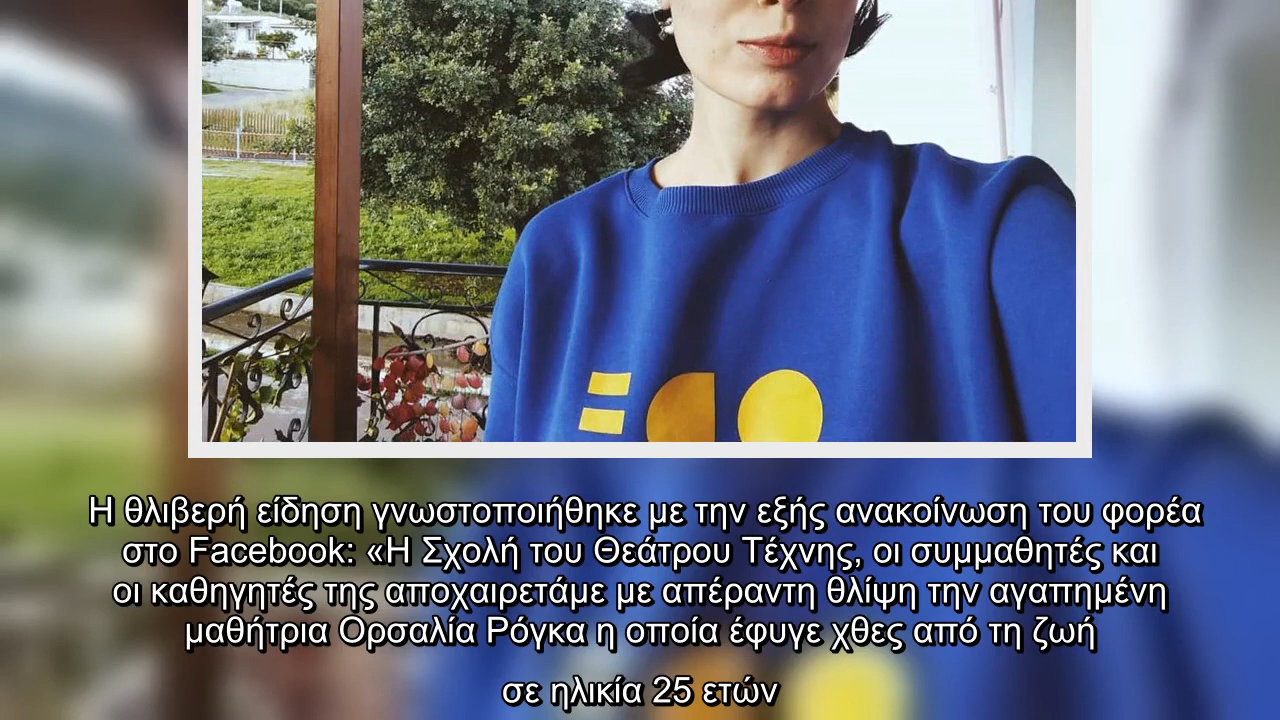 Η θλιβερή είδηση γνωστοποιήθηκε με την εξής ανακοίνωση του φορέα
στο Facebook: «Η Σχολή του Θεάτρου Τέχνης, οι συμμαθητές και
οι καθηγητές της αποχαιρετάμε με απέραντη θλίψη την αγαπημένη
μαθήτρια Ορσαλία Ρόγκα η οποία έφυγε χθες από τη ζωή
σε ηλικία 25 ετών